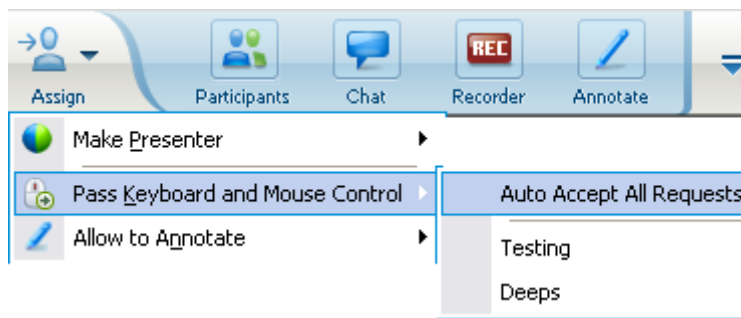 REC
Assign Participants Chat Recorder Annotate
Make Presenter
Pass Keyboard and Mouse Control Auto Accept All Requests
Allow to Annotate
Testing
Deeps